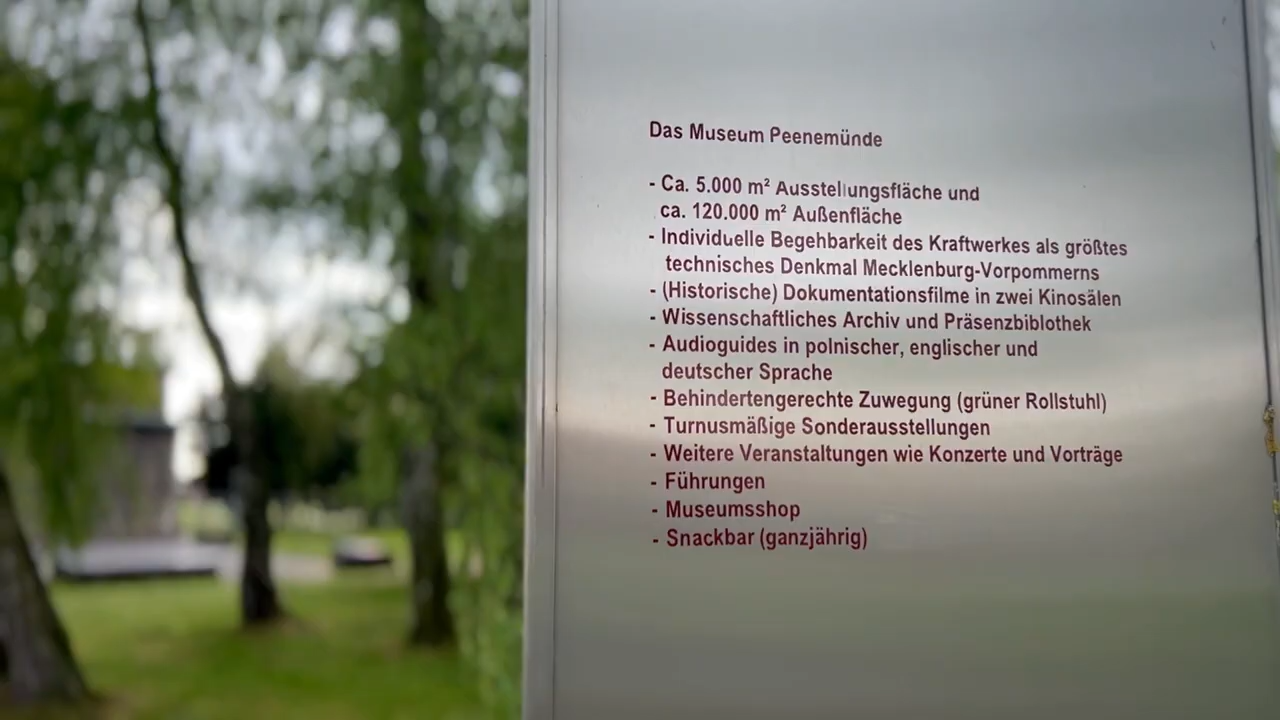 Das Museum Peenemünde
- Ca. 5.000 m² Ausstellungsfläche und
ca. 120.000 m² Außenfläche
- Individuelle Begehbarkeit des Kraftwerkes als größtes
technisches Denkmal Mecklenburg-Vorpommerns
- (Historische) Dokumentationsfilme in zwei Kinosälen
- Wissenschaftliches Archiv und Präsenzbiblothek
- Audioguides in polnischer, englischer und
deutscher Sprache
- Behindertengerechte Zuwegung (grüner Rollstuhl)
- Turnusmäßige Sonderausstellungen
- Weitere Veranstaltungen wie Konzerte und Vorträge
- Führungen
- Museumsshop
- Snackbar (ganzjährig)